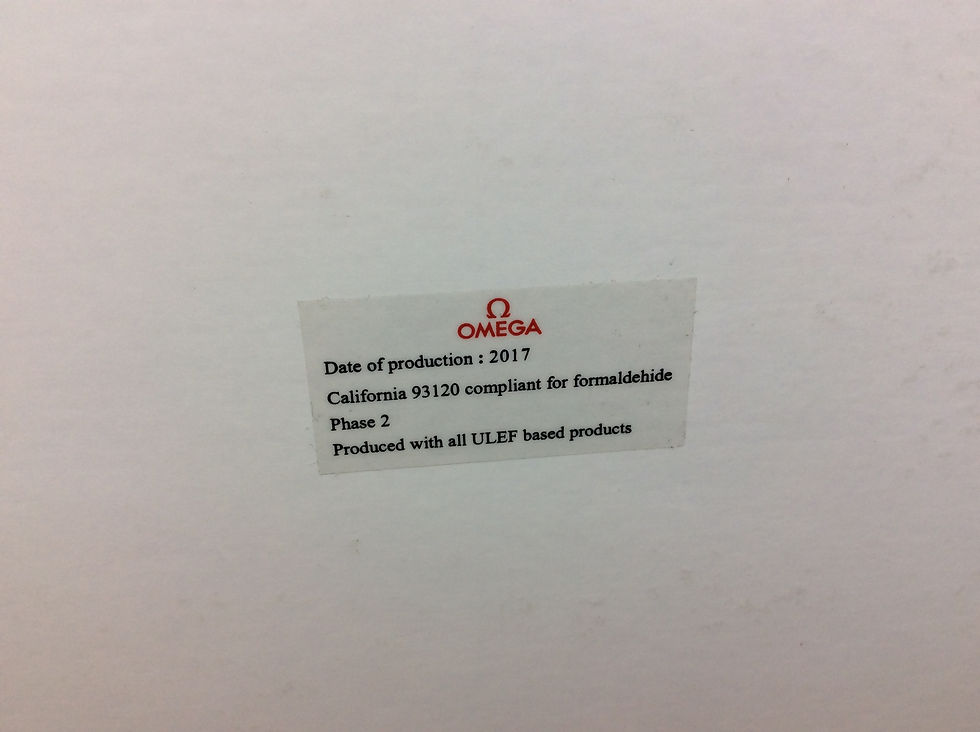 Ω
OMEGA
Date of production : 2017
California 93120 compliant for formaldehide
Phase 2
Produced with all ULEF based products